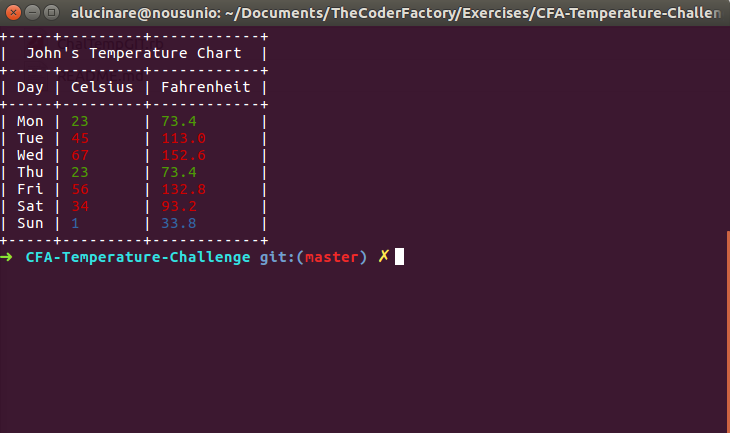 alucinare@nousunio: ~/Documents/TheCoderFactory/Exercises/CFA-Temperature-Challen
+-----+---------+------------+
|  John's Temperature Chart  |
+-----+---------+------------+
| Day | Celsius | Fahrenheit |
+-----+---------+------------+
| Mon | 23      | 73.4       |
| Tue | 45      | 113.0      |
| Wed | 67      | 152.6      |
| Thu | 23      | 73.4       |
| Fri | 56      | 132.8      |
| Sat | 34      | 93.2       |
| Sun | 1       | 33.8       |
+-----+---------+------------+
➜  CFA-Temperature-Challenge git:(master) ✗